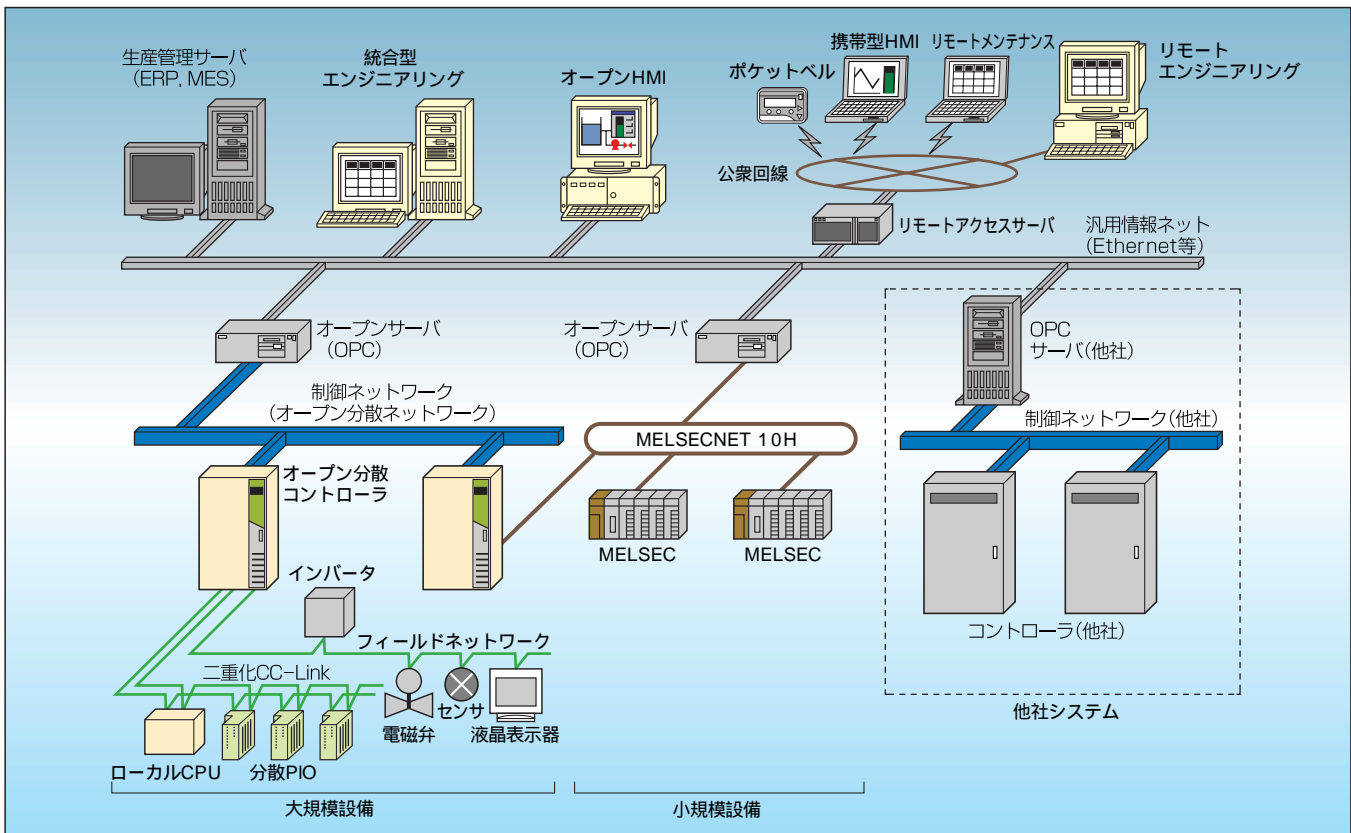 生産管理サーバ
(ERP, MES)
統合型
エンジニアリング
オープンHMI
ポケットベル
携帯型HMI
リモートメンテナンス
リモート
エンジニアリング
公衆回線
リモートアクセスサーバ
汎用情報ネット
(Ethernet等)
オープンサーバ
(OPC)
オープンサーバ
(OPC)
OPC
サーバ(他社)
制御ネットワーク
(オープン分散ネットワーク)
MELSECNET 10H
制御ネットワーク(他社)
オープン分散
コントローラ
MELSEC
MELSEC
インバータ
コントローラ(他社)
フィールドネットワーク
二重化CC-Link
電磁弁
センサ
液晶表示器
他社システム
ローカルCPU
分散PIO
大規模設備
小規模設備